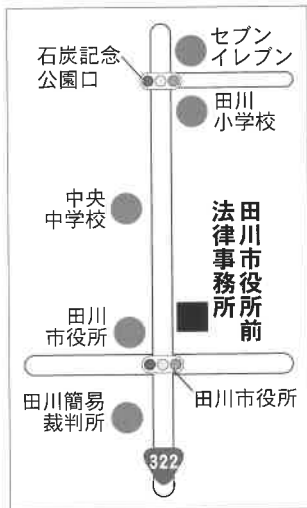 セブン
イレブン
石炭記念
公園口
田川
小学校
中央
中学校
田川市役所前
法律事務所
田川
市役所
田川市役所
田川簡易
裁判所
322